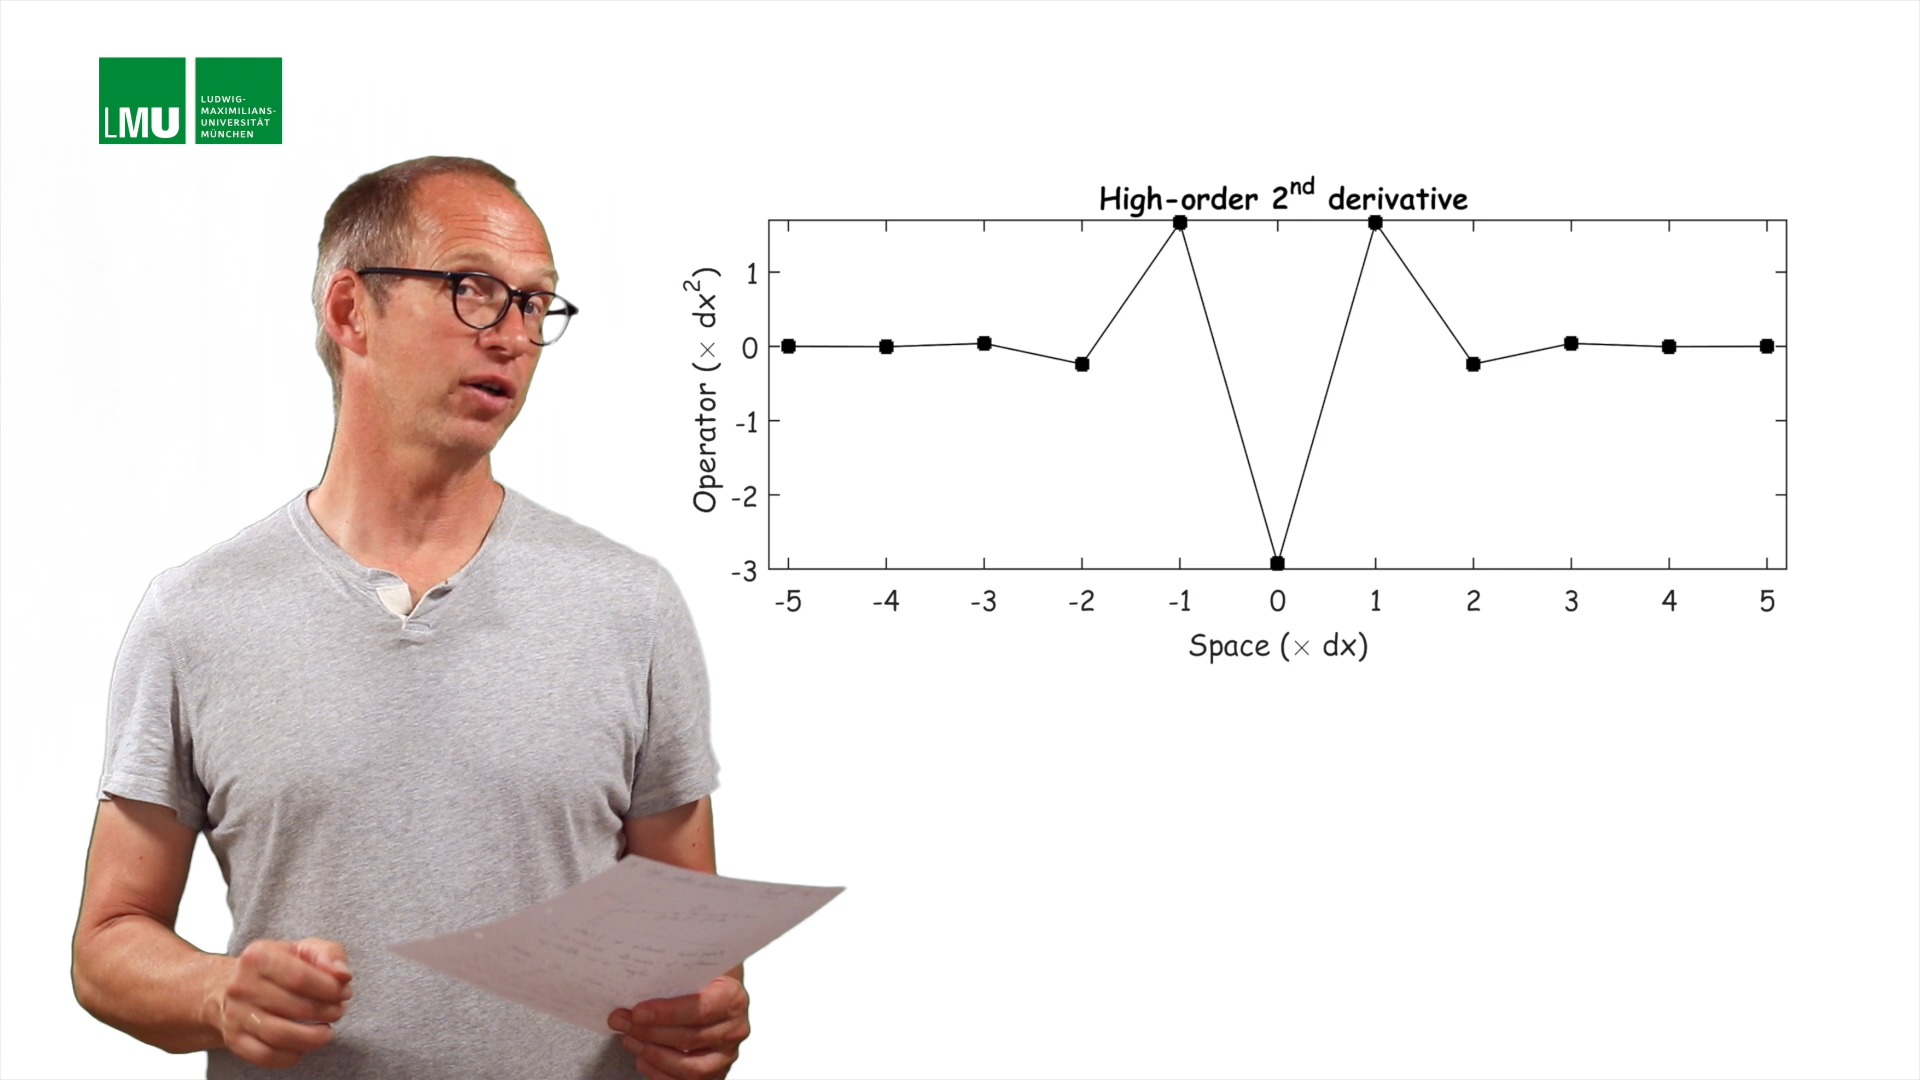 LMU
LUDWIG-
MAXIMILIANS-
UNIVERSITÄT
MÜNCHEN
High-order 2nd derivative
Operator (× dx2)
1
0
-1
-2
-3
-5 -4 -3 -2 -1 0 1 2 3 4 5
Space (× dx)